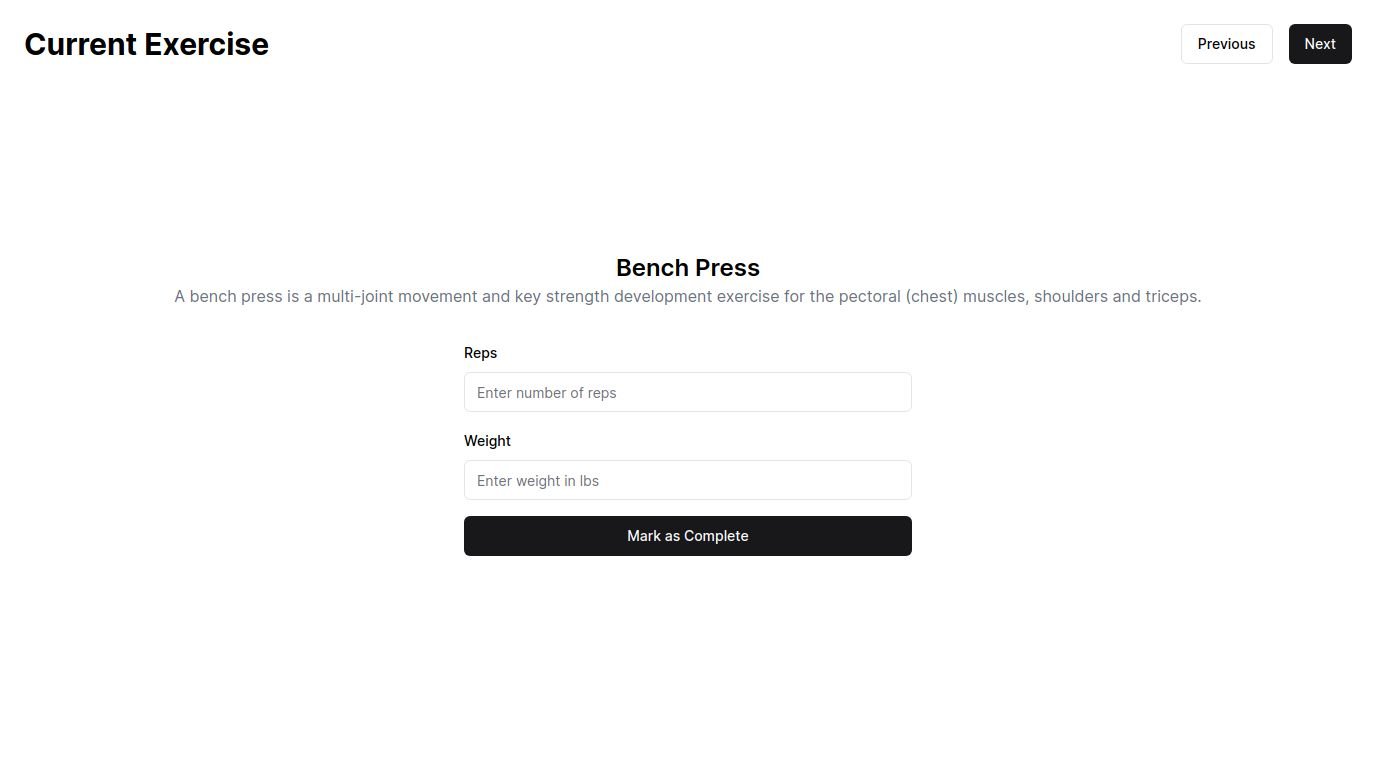 Current Exercise
Previous
Next
Bench Press
A bench press is a multi-joint movement and key strength development exercise for the pectoral (chest) muscles, shoulders and triceps.
Reps
Enter number of reps
Weight
Enter weight in lbs
Mark as Complete